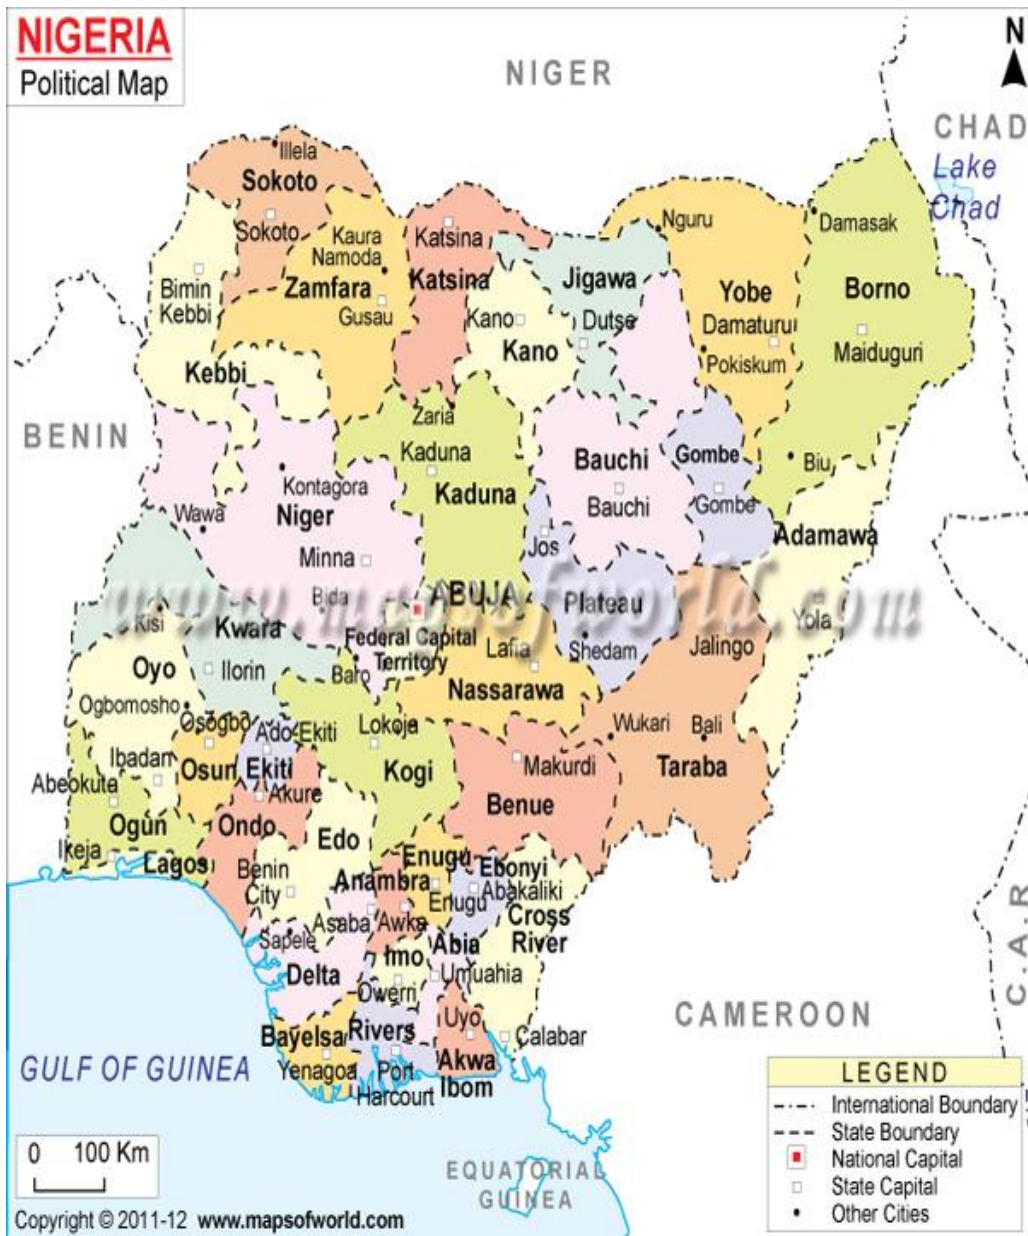 NIGERIA
Political Map
N
NIGER
CHAD
Lake
Chad
Illela
Sokoto
Sokoto
Katsina
Nguru
Damasak
Kaura
Namoda
Bimin
Kebbi
Zamfara
Katsina
Jigawa
Yobe
Borno
Gusau
Kano
Dutse
Damaturu
Kano
Maiduguri
Kebbi
Pokiskum
Zaria
BENIN
Kaduna
Bauchi
Gombe
Biu
Kontagora
Kaduna
Bauchi
Gombe
Wawa
Niger
Jos
Adamawa
Minna
www.mapsofworld.com
Bida
ABUJA
Plateau
Yola
Kisi
Kwara
Federal Capital
Territory
Lafia
Shedam
Jalingo
Oyo
Ilorin
Baro
Nassarawa
Ogbomosho
Osogbo
Ado-Ekiti
Lokoja
Wukari
Bali
Ibadan
Osun
Ekiti
Kogi
Makurdi
Taraba
Abeokuta
Akure
Benue
Ogun
Ondo
Edo
Ikeja
Lagos
Enugu
Ebonyi
Benin
City
Anambra
Enugu
Abakaliki
Asaba
Awka
Cross
River
Sapele
Imo
Abia
Delta
Owerri
Umuahia
C.A.R
Bayelsa
Rivers
Uyo
Calabar
CAMEROON
Yenagoa
Port
Harcourt
Akwa
Ibom
GULF OF GUINEA
EQUATORIAL
GUINEA
LEGEND
International Boundary
State Boundary
National Capital
State Capital
Other Cities
0 100 Km
Copyright © 2011-12 www.mapsofworld.com